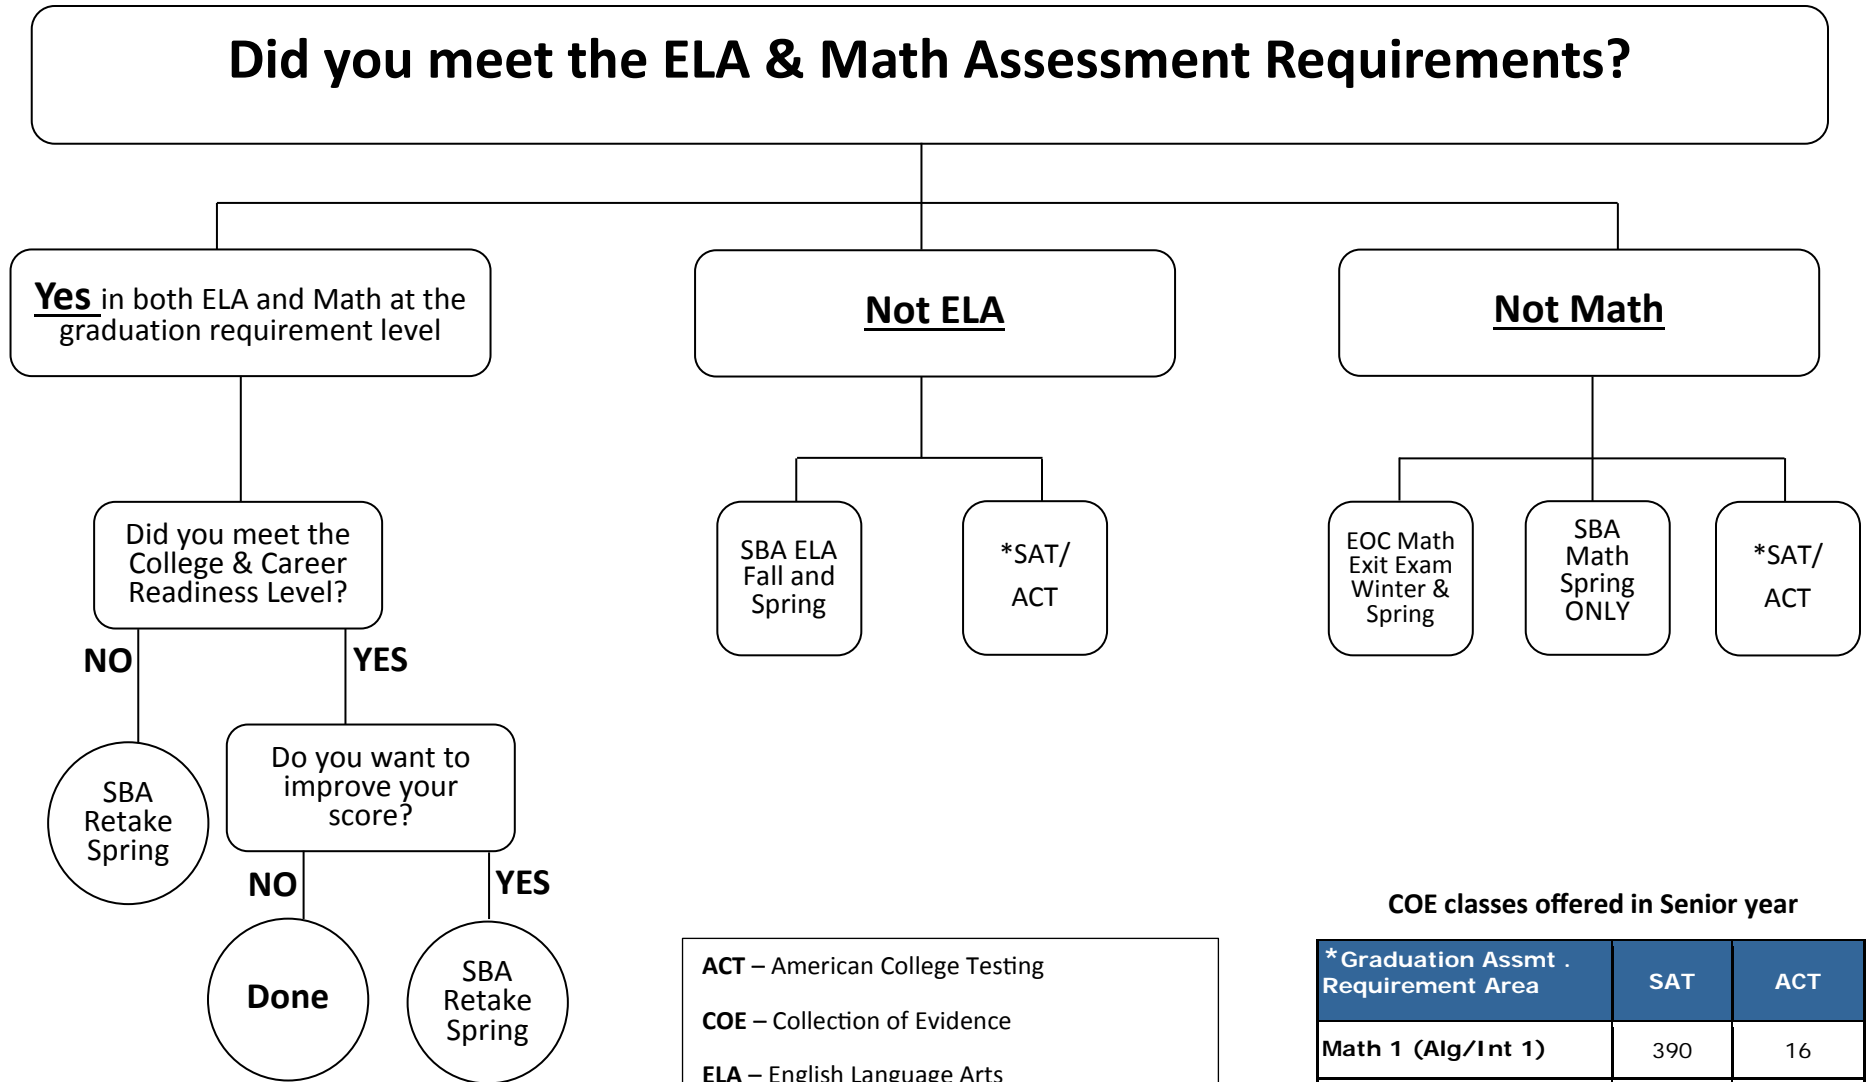 Did you meet the ELA & Math Assessment Requirements?
Yes in both ELA and Math at the
graduation requirement level
Not ELA
Not Math
Did you meet the
College & Career
Readiness Level?
SBA ELA
Fall and
Spring
*SAT/
ACT
EOC Math
Exit Exam
Winter &
Spring
SBA
Math
Spring
ONLY
*SAT/
ACT
NO
YES
SBA
Retake
Spring
Do you want to
improve your
score?
NO
YES
Done
SBA
Retake
Spring
ACT – American College Testing
COE – Collection of Evidence
ELA – English Language Arts
COE classes offered in Senior year
*Graduation Assmt .
Requirement Area
SAT
ACT
Math 1 (Alg/Int 1)
390
16